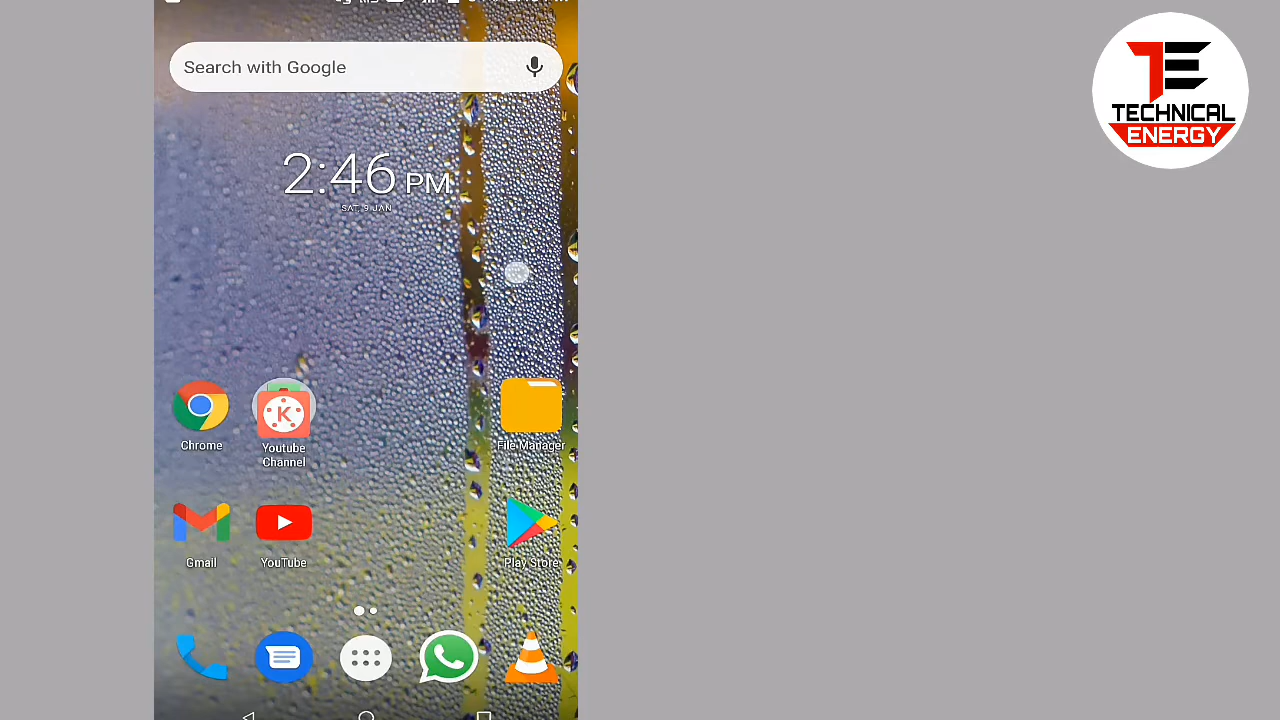 Search with Google
TECHNICAL
ENERGY
2:46 PM
SAT, 9 JAN
K
Chrome
Youtube
Channel
File Manager
Gmail
YouTube
Play Store